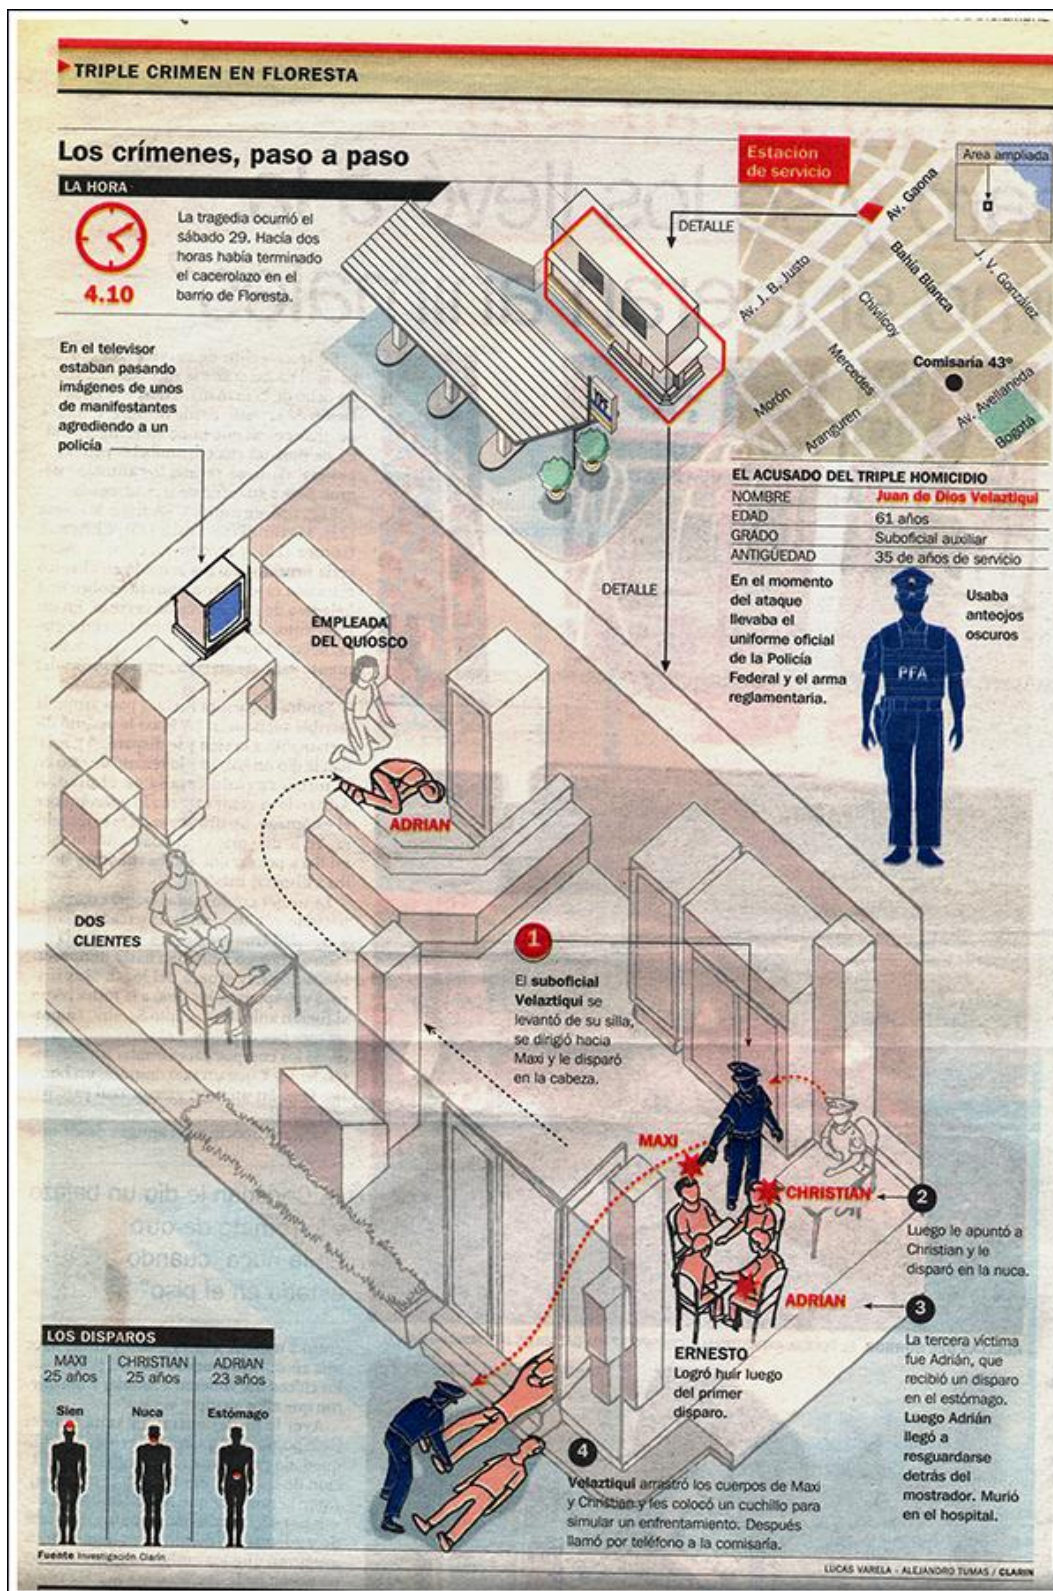 TRIPLE CRIMEN EN FLORESTA
Los crímenes, paso a paso
LA HORA
4.10
La tragedia ocurrió el
sábado 29. Hacía dos
horas había terminado
el cacerolazo en el
barrio de Floresta.
En el televisor
estaban pasando
imágenes de unos
de manifestantes
agrediendo a un
policía
Estación
de servicio
DETALLE
Area ampliada
Av. Gaona
J. V. González
Bahía Blanca
Av. J. B. Justo
Chivilcoy
Mercedes
Comisaría 43º
Morón
Aranguren
Av. Avellaneda
Bogotá
EL ACUSADO DEL TRIPLE HOMICIDIO
NOMBRE Juan de Dios Velaztiqui
EDAD 61 años
GRADO Suboficial auxiliar
ANTIGÜEDAD 35 de años de servicio
En el momento
del ataque
llevaba el
uniforme oficial
de la Policía
Federal y el arma
reglamentaria.
Usaba
anteojos
oscuros
PFA
DETALLE
EMPLEADA
DEL QUIOSCO
ADRIAN
DOS
CLIENTES
1
El suboficial
Velaztiqui se
levantó de su silla,
se dirigió hacia
Maxi y le disparó
en la cabeza.
MAXI
CHRISTIAN
2
Luego le apuntó a
Christian y le
disparó en la nuca.
ADRIAN
3
La tercera víctima
fue Adrián, que
recibió un disparo
en el estómago.
Luego Adrián
llegó a
resguardarse
detrás del
mostrador. Murió
en el hospital.
ERNESTO
Logró huir luego
del primer
disparo.
4
Velaztiqui arrastró los cuerpos de Maxi
y Christian y les colocó un cuchillo para
simular un enfrentamiento. Después
llamó por teléfono a la comisaría.
LOS DISPAROS
MAXI CHRISTIAN ADRIAN
25 años 25 años 23 años
Sien Nuca Estómago
Fuente Investigación Clarín
LUCAS VARELA - ALEJANDRO TUMAS / CLARIN